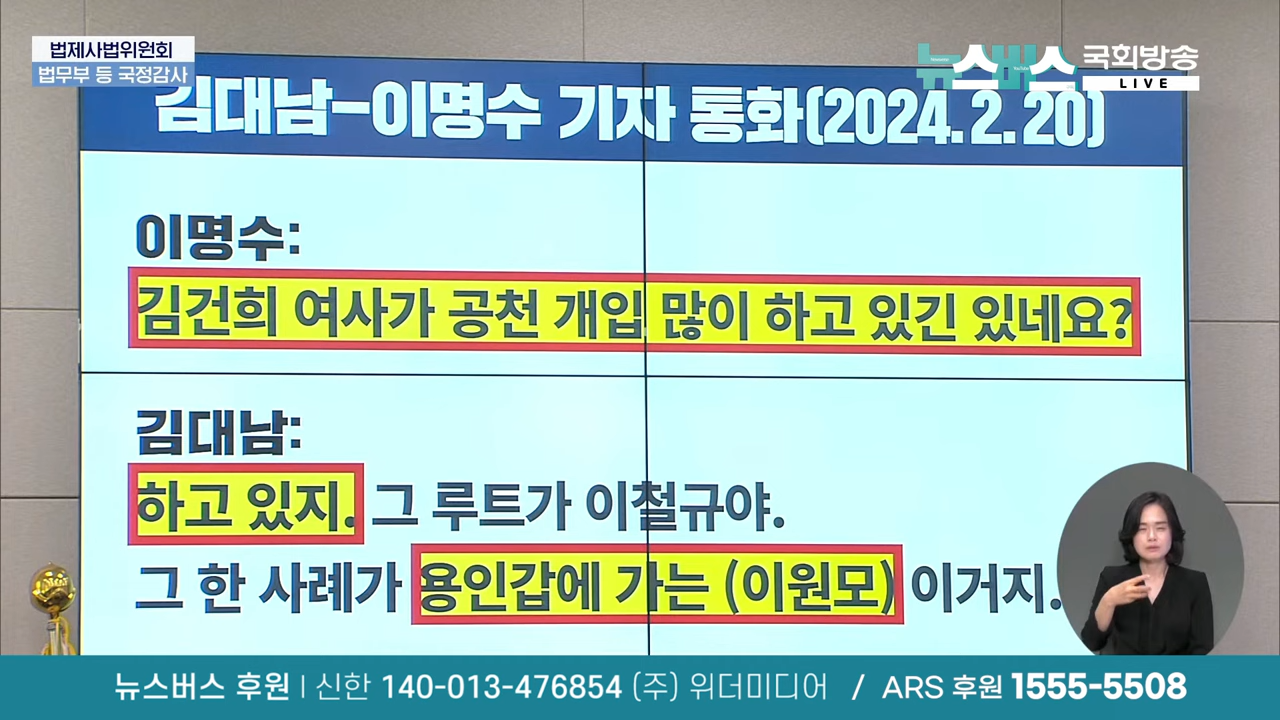 법제사법위원회
법무부 등 국정감사
뉴스버스 국회방송
LIVE
김대남-이명수 기자 통화(2024.2.20)
이명수:
김건희 여사가 공천 개입 많이 하고 있긴 있네요?
김대남:
하고 있지. 그 루트가 이철규야.
그 한 사례가 용인갑에 가는 (이원모) 이거지.
뉴스버스 후원 | 신한 140-013-476854 (주) 위더미디어 / ARS 후원 1555-5508